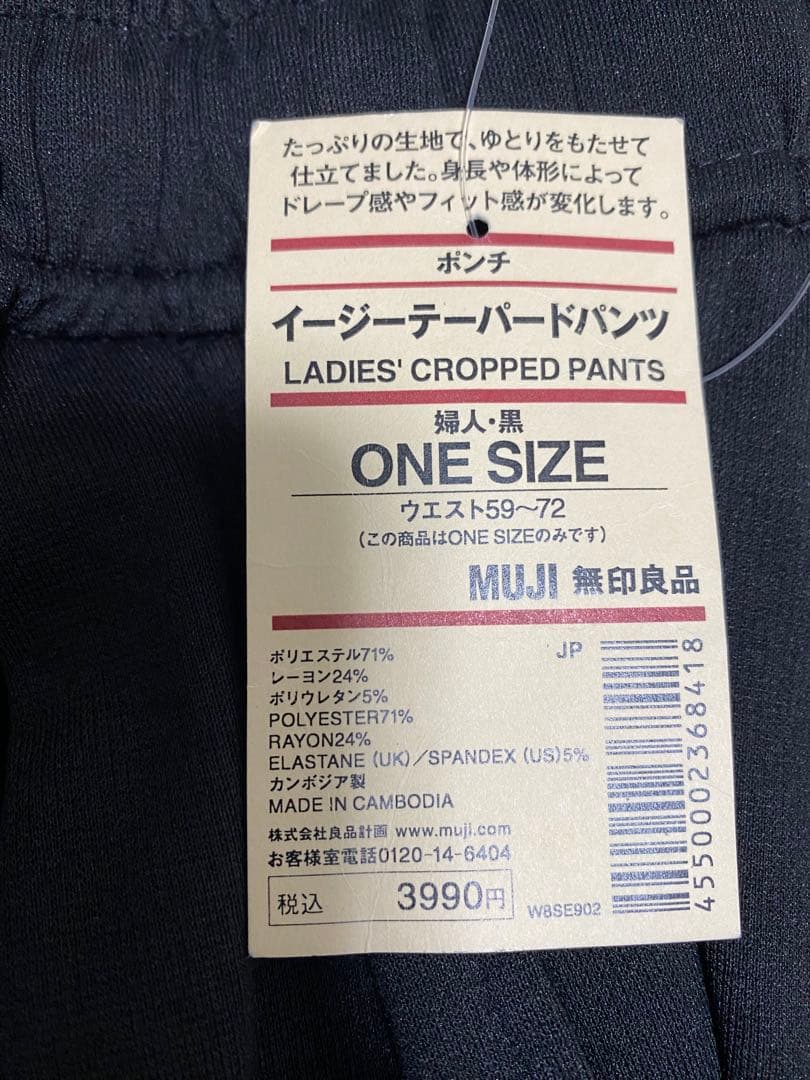 たっぷりの生地で、ゆとりをもたせて
仕立てました。身長や体形によって
ドレープ感やフィット感が変化します。
ポンチ
イージーテーパードパンツ
LADIES' CROPPED PANTS
婦人・黒
ONE SIZE
ウエスト59〜72
(この商品はONE SIZEのみです)
MUJI 無印良品
ポリエステル71%
レーヨン24%
ポリウレタン5%
POLYESTER71%
RAYON24%
ELASTANE (UK)/SPANDEX (US)5%
カンボジア製
MADE IN CAMBODIA
株式会社良品計画 www.muji.com
お客様室電話0120-14-6404
税込 3990円
JP
W8SE902
4550002368418